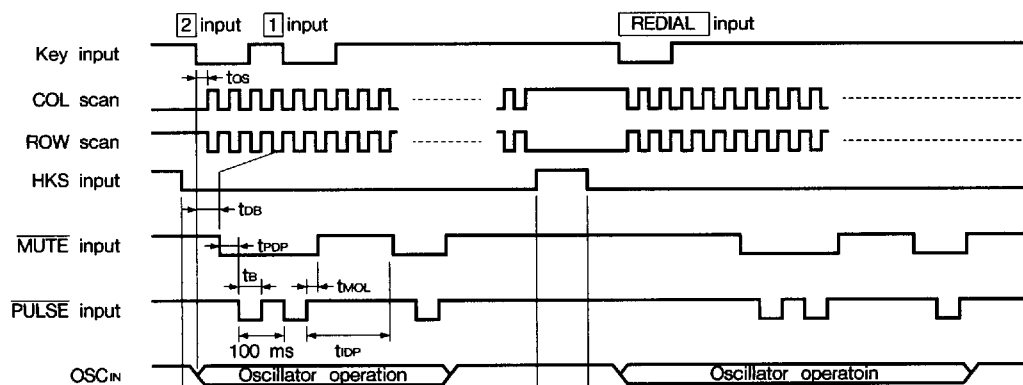 2 input 1 input REDIAL input
Key input
tOS
COL scan
ROW scan
HKS input
tDB
MUTE input
tPDP
tB tMOL
PULSE input
100 ms tIDP
OSCIN Oscillator operation Oscillator operatoin